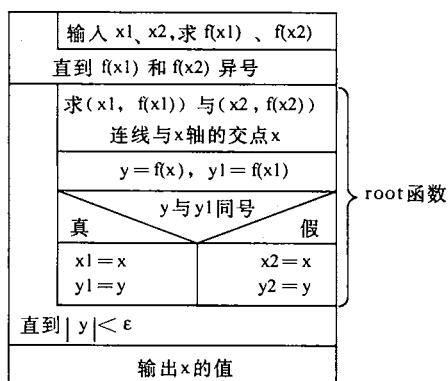 输入 x1、x2,求 f(x1) 、f(x2)
直到 f(x1) 和 f(x2) 异号
求(x1, f(x1)) 与(x2, f(x2))
连线与x轴的交点x
y=f(x), y1=f(x1)
y与y1同号
真 假
x1=x x2=x
y1=y y2=y
root函数
直到|y|<ε
输出x的值